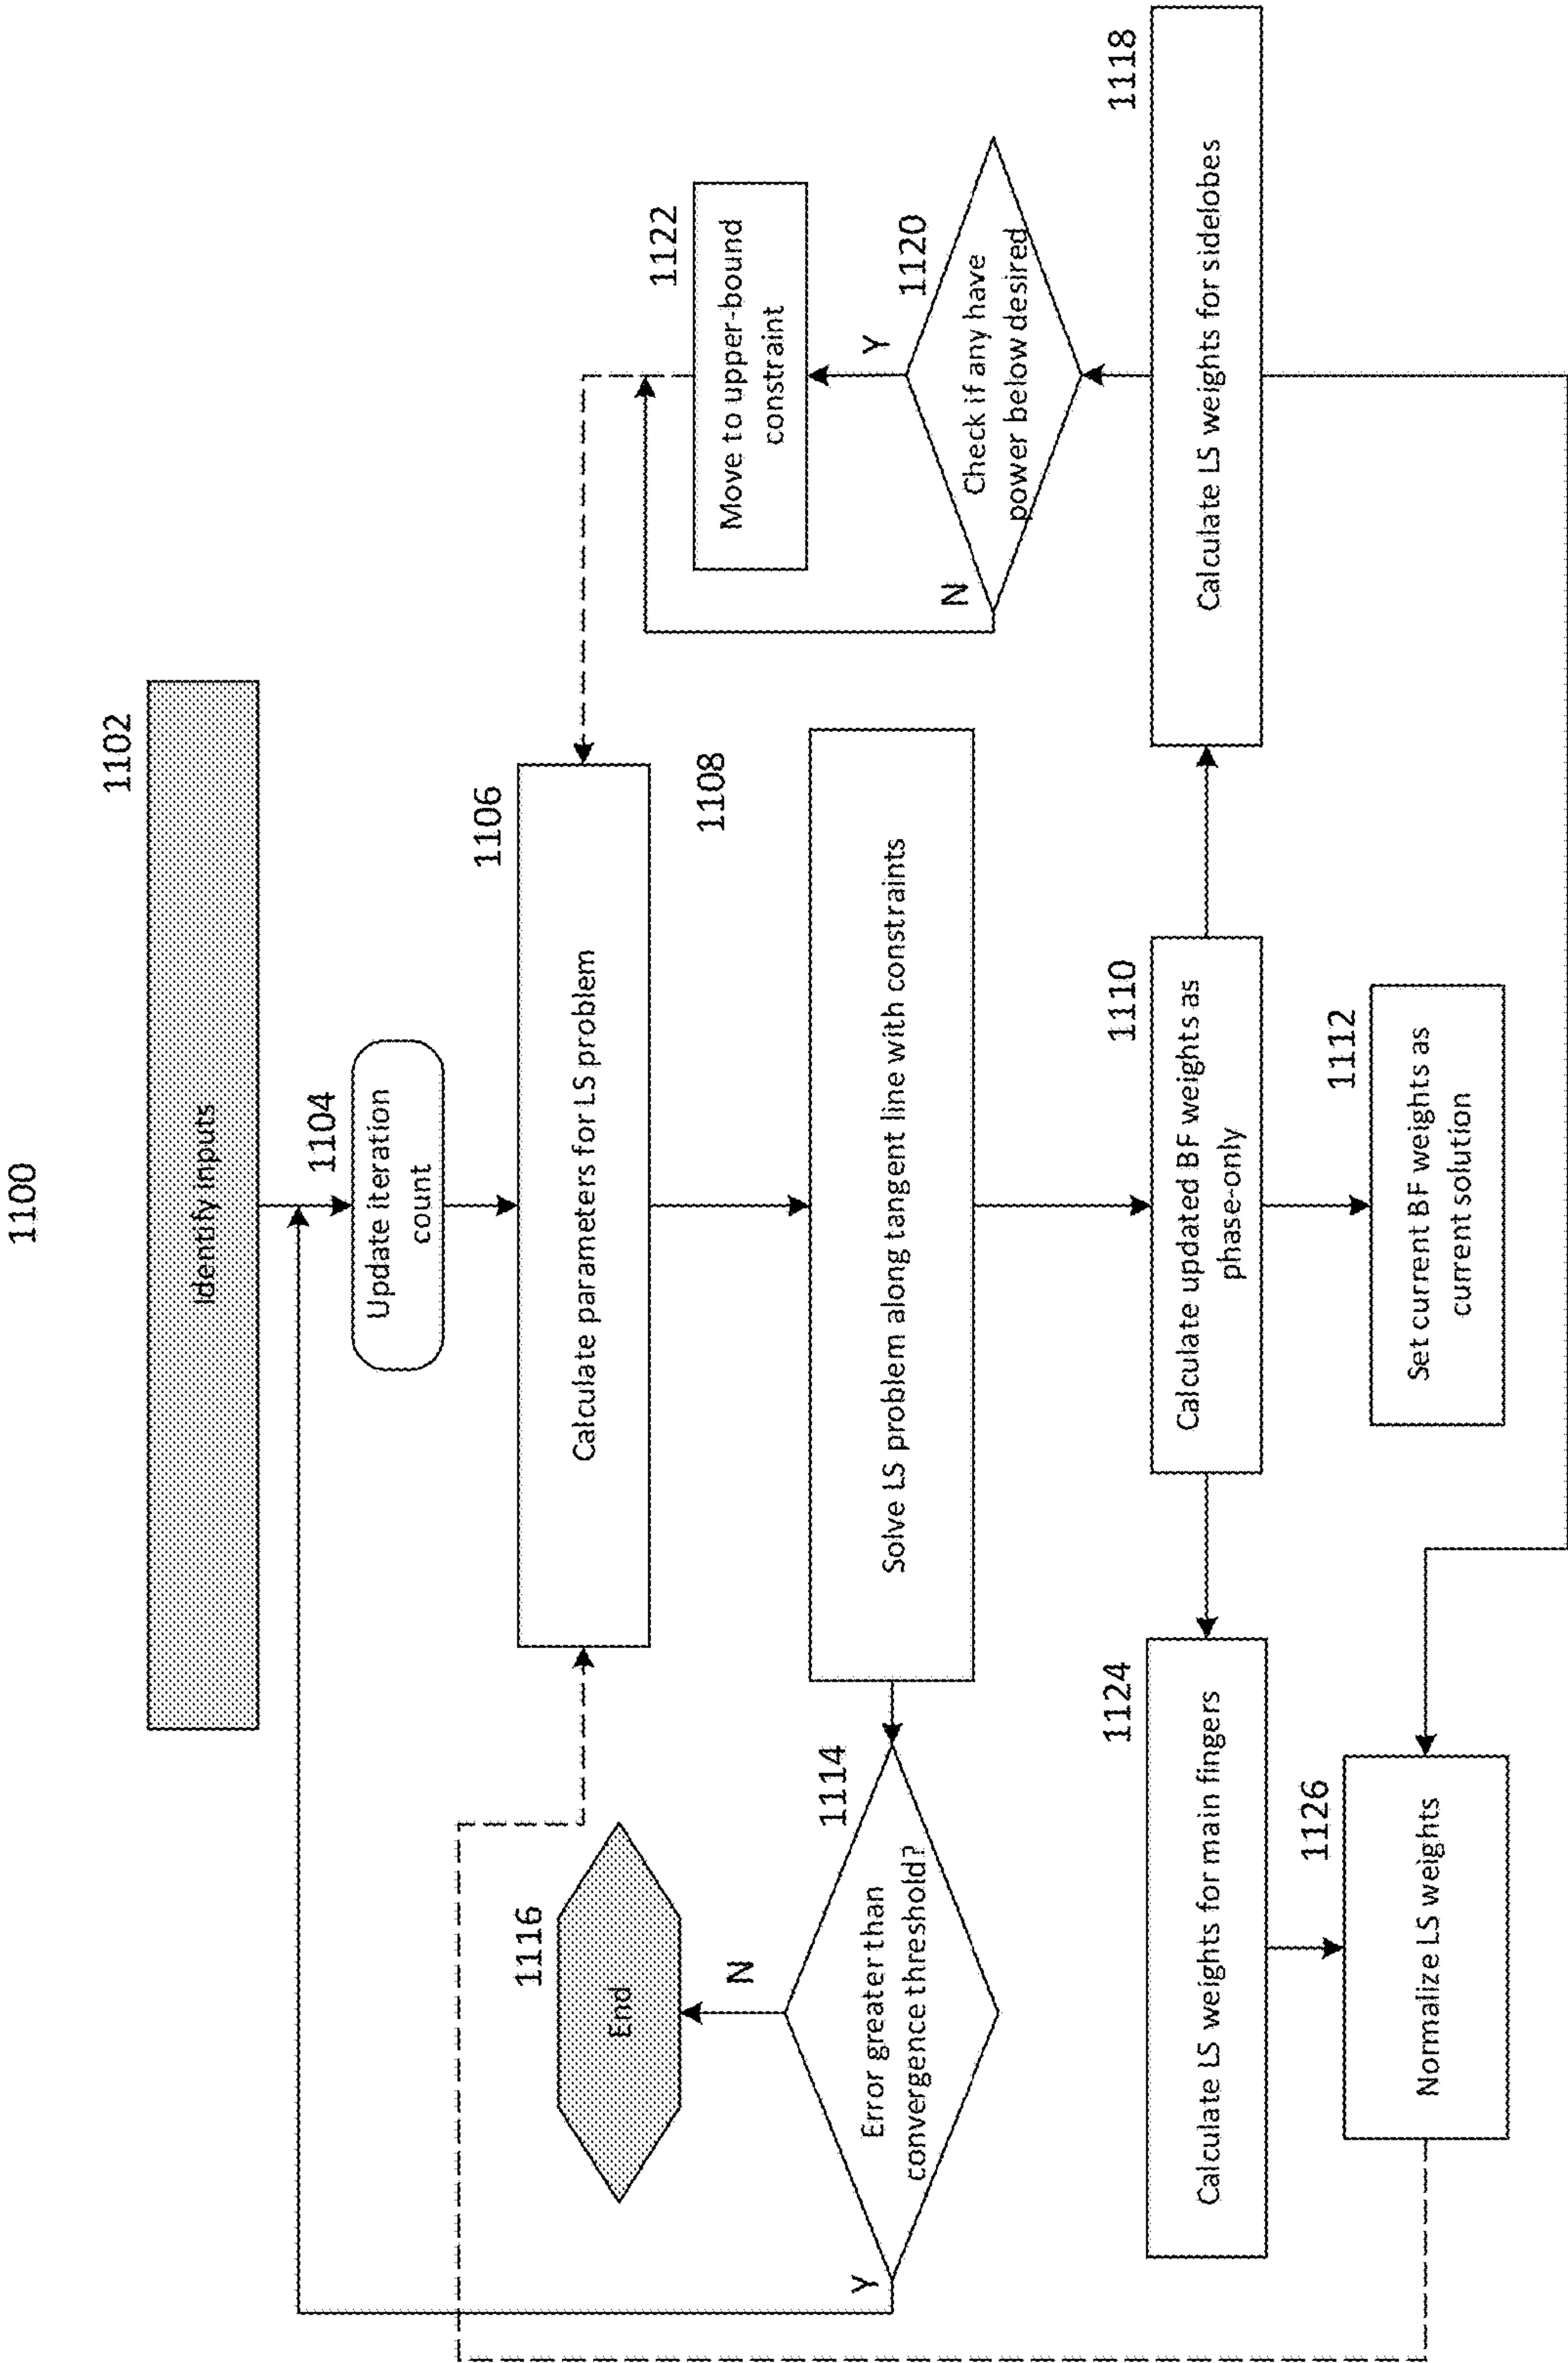 1100
1102
Identify inputs
1104
Update iteration
count
1106
Calculate parameters for LS problem
1108
Solve LS problem along tangent line with constraints
1114
Error greater than
convergence threshold?
Y
N
1116
End
1110
Calculate updated BF weights as
phase-only
1112
Set current BF weights as
current solution
1124
Calculate LS weights for main fingers
1126
Normalize LS weights
1118
Calculate LS weights for sidelobes
1120
Check if any have
power below desired
N
Y
1122
Move to upper-bound
constraint